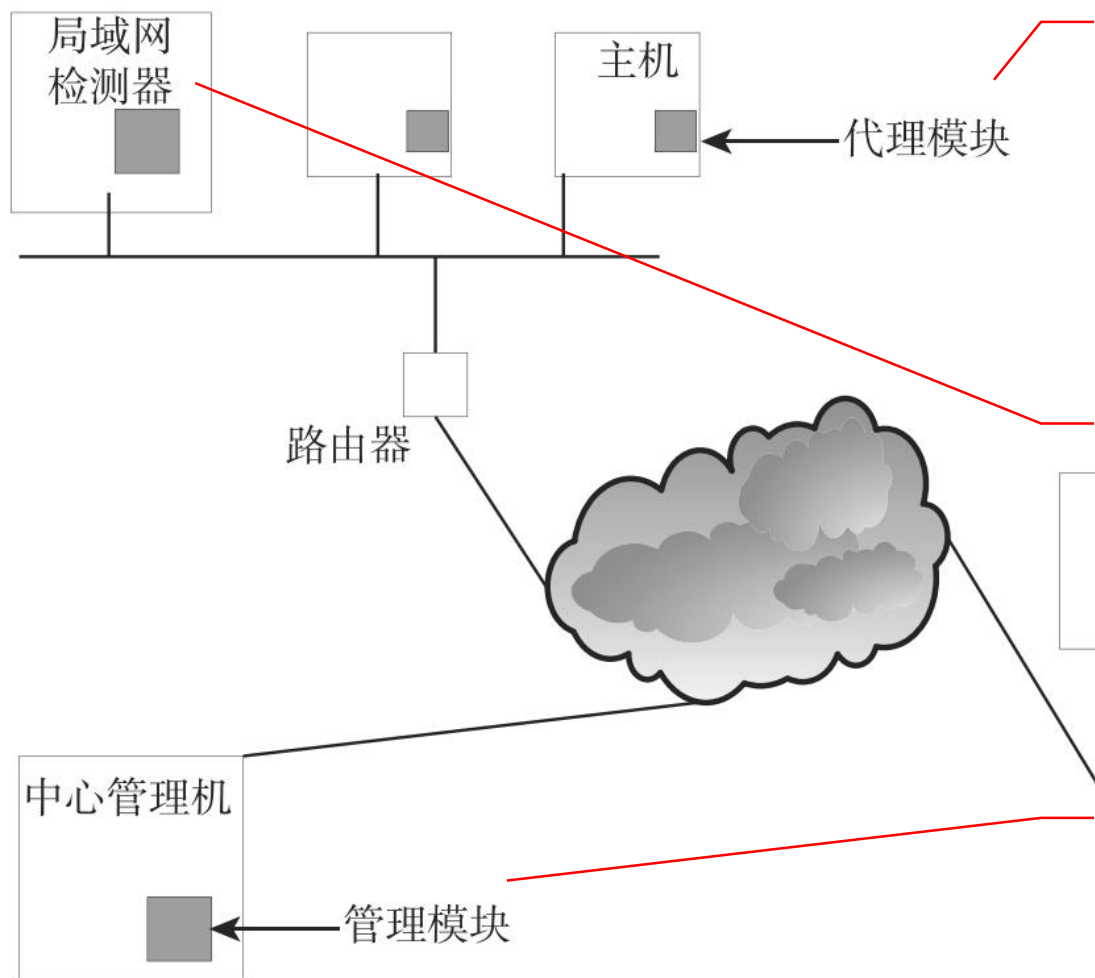 局域网
检测器
主机
代理模块
路由器
中心管理机
管理模块